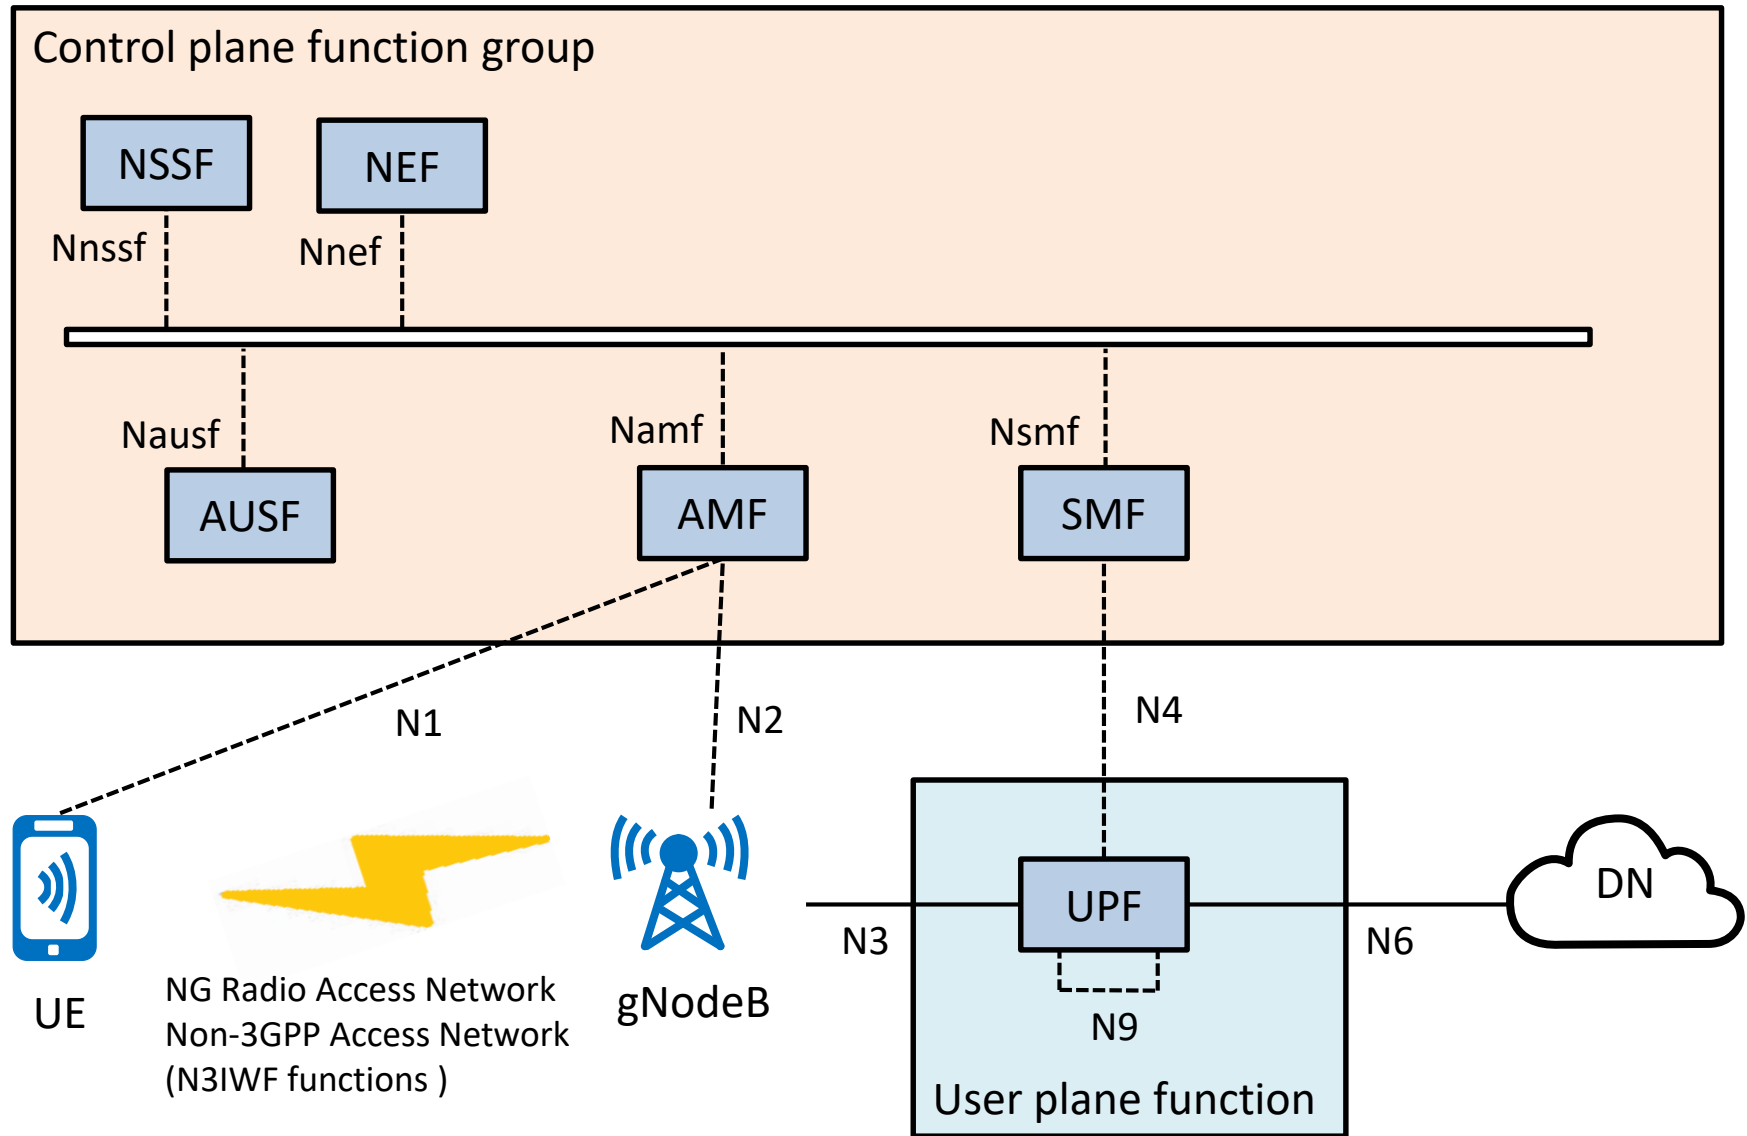 Control plane function group
NSSF
NEF
Nnssf
Nnef
Nausf
Namf
Nsmf
AUSF
AMF
SMF
N1
N2
N4
UPF
DN
N3
N6
N9
UE
NG Radio Access Network
Non-3GPP Access Network
(N3IWF functions )
gNodeB
User plane function